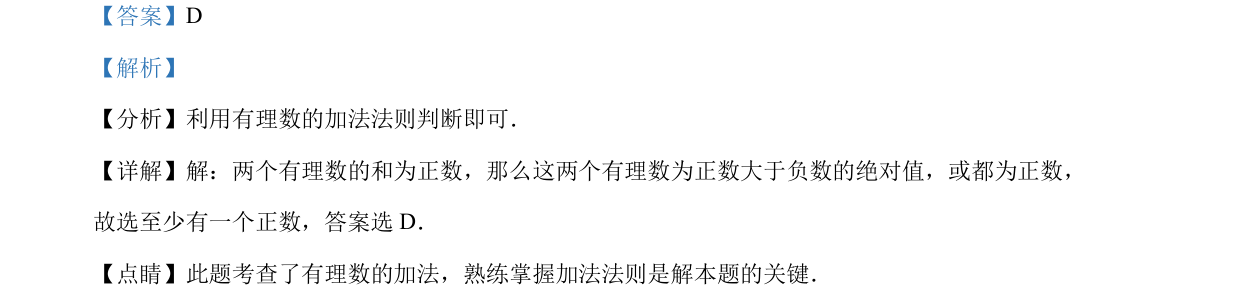 【答案】D
【解析】
【分析】利用有理数的加法法则判断即可．
【详解】解：两个有理数的和为正数，那么这两个有理数为正数大于负数的绝对值，或都为正数，
故选至少有一个正数，答案选 D．
【点睛】此题考查了有理数的加法，熟练掌握加法法则是解本题的关键．